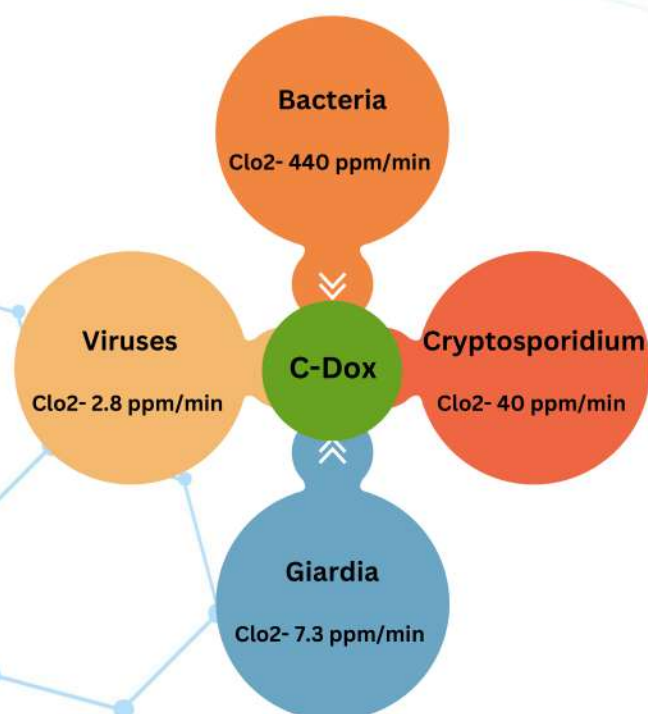 Bacteria
Clo2- 440 ppm/min
Viruses
Clo2- 2.8 ppm/min
C-Dox
Cryptosporidium
Clo2- 40 ppm/min
Giardia
Clo2- 7.3 ppm/min